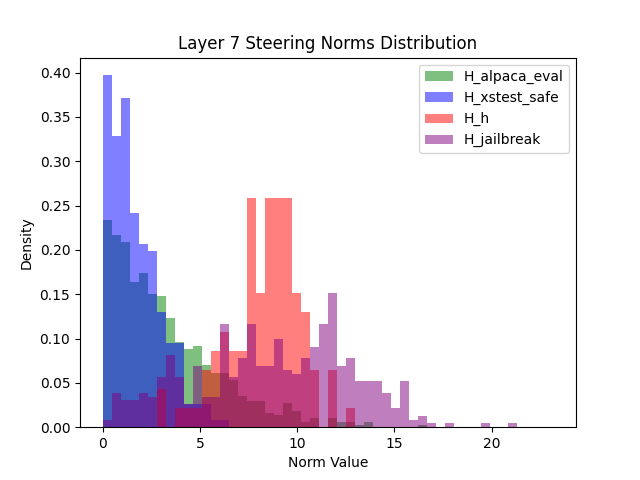 Layer 7 Steering Norms Distribution
H_alpaca_eval
H_xstest_safe
H_h
H_jailbreak
0.40
0.35
0.30
0.25
0.20
0.15
0.10
0.05
0.00
Density
0 5 10 15 20
Norm Value